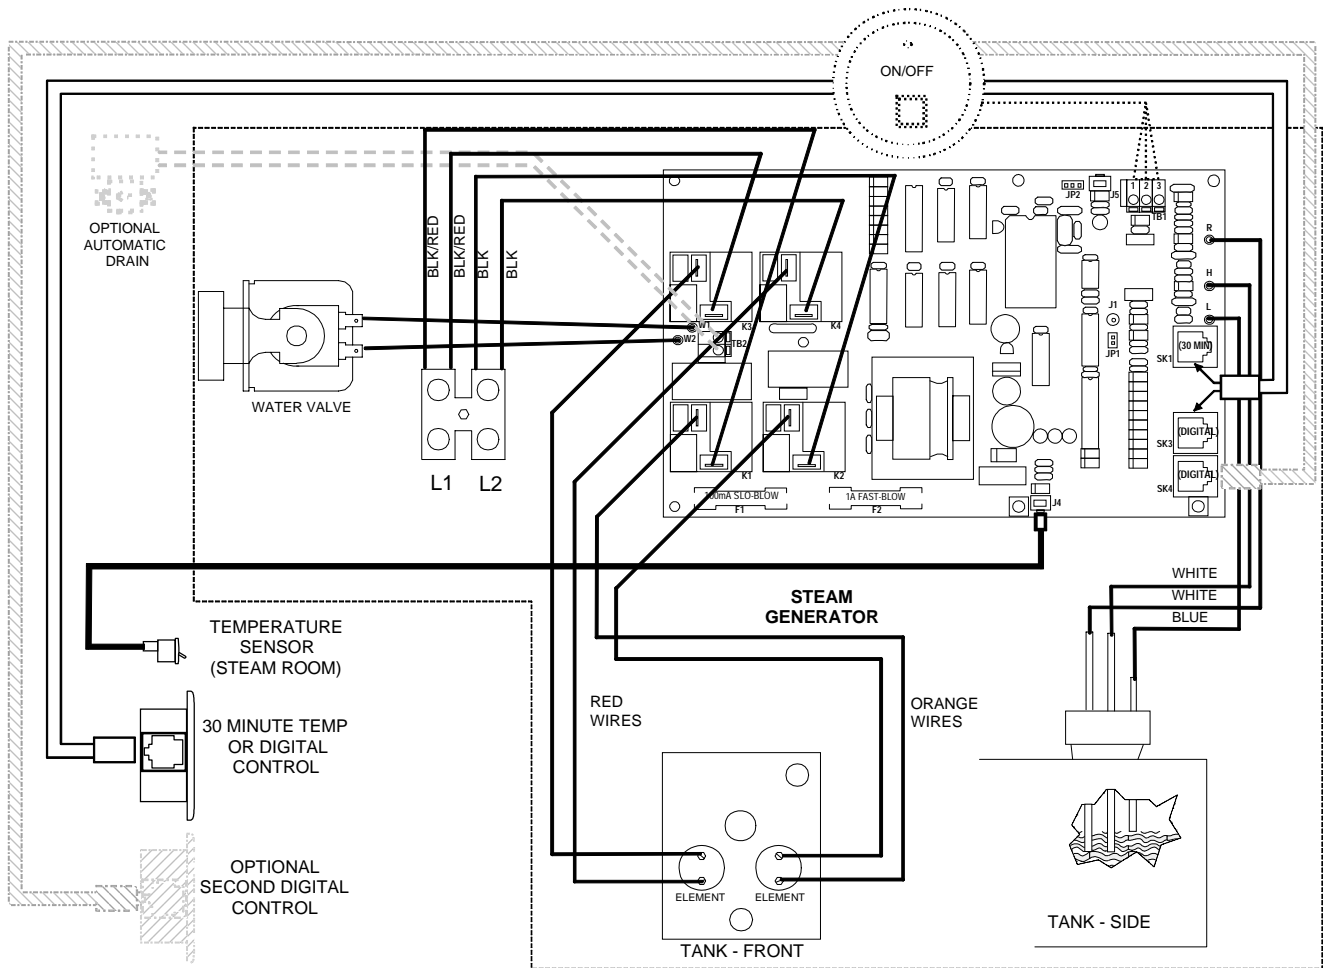 ON/OFF
OPTIONAL
AUTOMATIC
DRAIN
BLK/RED
BLK/RED
BLK
BLK
WATER VALVE
L1
L2
JP2
J5
1
2
3
TB1
R
H
L
K3
K4
W1
W2
TB2
J1
JP1
(30 MIN)
SK1
(DIGITAL)
SK3
(DIGITAL)
SK4
K1
K2
100mA SLO-BLOW
F1
1A FAST-BLOW
F2
J4
STEAM
GENERATOR
WHITE
WHITE
BLUE
TEMPERATURE
SENSOR
(STEAM ROOM)
30 MINUTE TEMP
OR DIGITAL
CONTROL
RED
WIRES
ORANGE
WIRES
OPTIONAL
SECOND DIGITAL
CONTROL
ELEMENT
ELEMENT
TANK - FRONT
TANK - SIDE